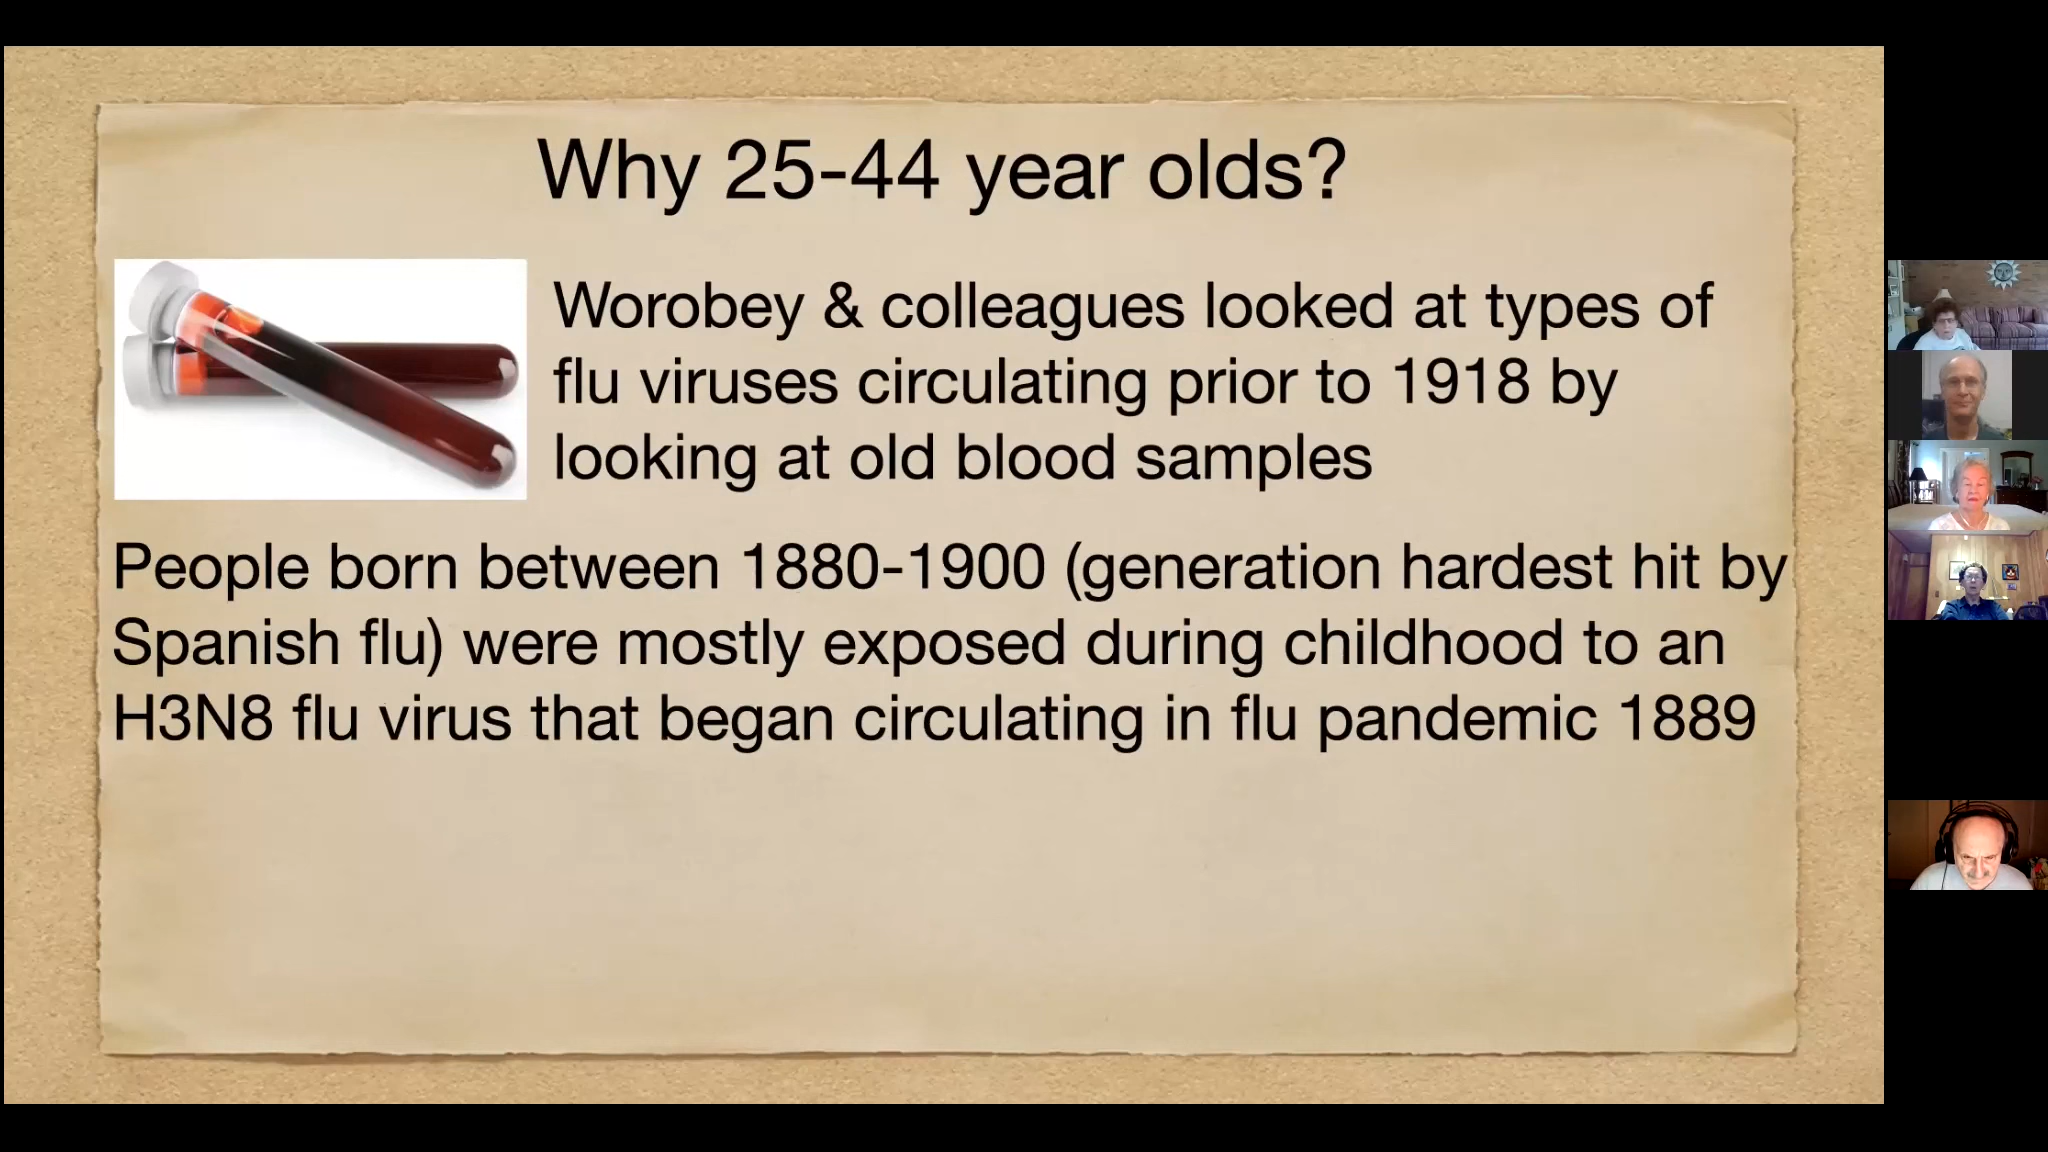 Why 25-44 year olds?
Worobey & colleagues looked at types of
flu viruses circulating prior to 1918 by
looking at old blood samples
People born between 1880-1900 (generation hardest hit by
Spanish flu) were mostly exposed during childhood to an
H3N8 flu virus that began circulating in flu pandemic 1889